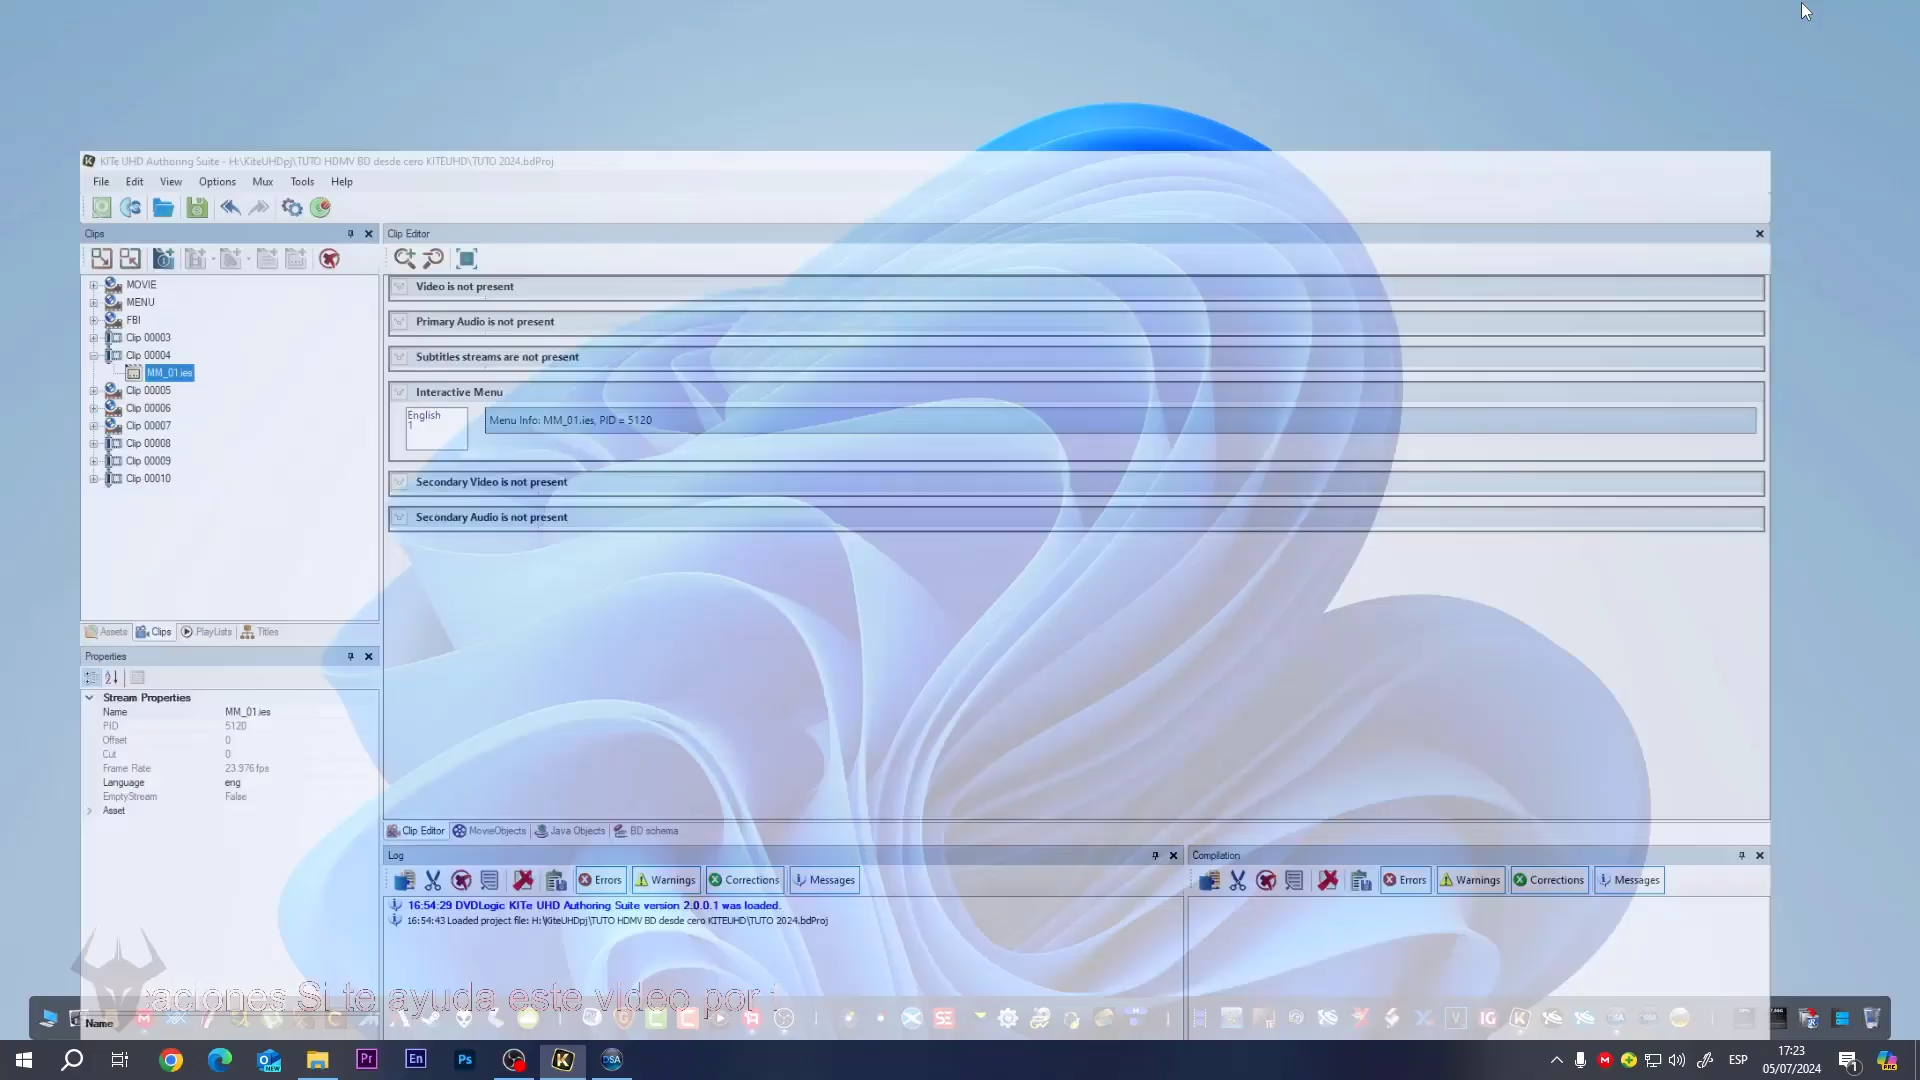 KITe UHD Authoring Suite - H:\KiteUHDpj\TUTO HDMV BD desde cero KITEUHD\TUTO 2024.bdProj
File Edit View Options Mux Tools Help
Clips
Clip Editor
MOVIE
MENU
FBI
Clip 00003
Clip 00004
MM_01.ies
Clip 00005
Clip 00006
Clip 00007
Clip 00008
Clip 00009
Clip 00010
Video is not present
Primary Audio is not present
Subtitles streams are not present
Interactive Menu
English
1
Menu Info: MM_01.ies, PID = 5120
Secondary Video is not present
Secondary Audio is not present
Assets Clips PlayLists Titles
Properties
Stream Properties
Name MM_01.ies
PID 5120
Offset 0
Cut 0
Frame Rate 23.976 fps
Language eng
EmptyStream False
Asset
Name
Clip Editor MovieObjects Java Objects BD schema
Log
Errors Warnings Corrections Messages
16:54:29 DVDLogic KITe UHD Authoring Suite version 2.0.0.1 was loaded.
16:54:43 Loaded project file: H:\KiteUHDpj\TUTO HDMV BD desde cero KITEUHD\TUTO 2024.bdProj
Compilation
Errors Warnings Corrections Messages
aciones Si te ayuda este video por
ESP
17:23
05/07/2024